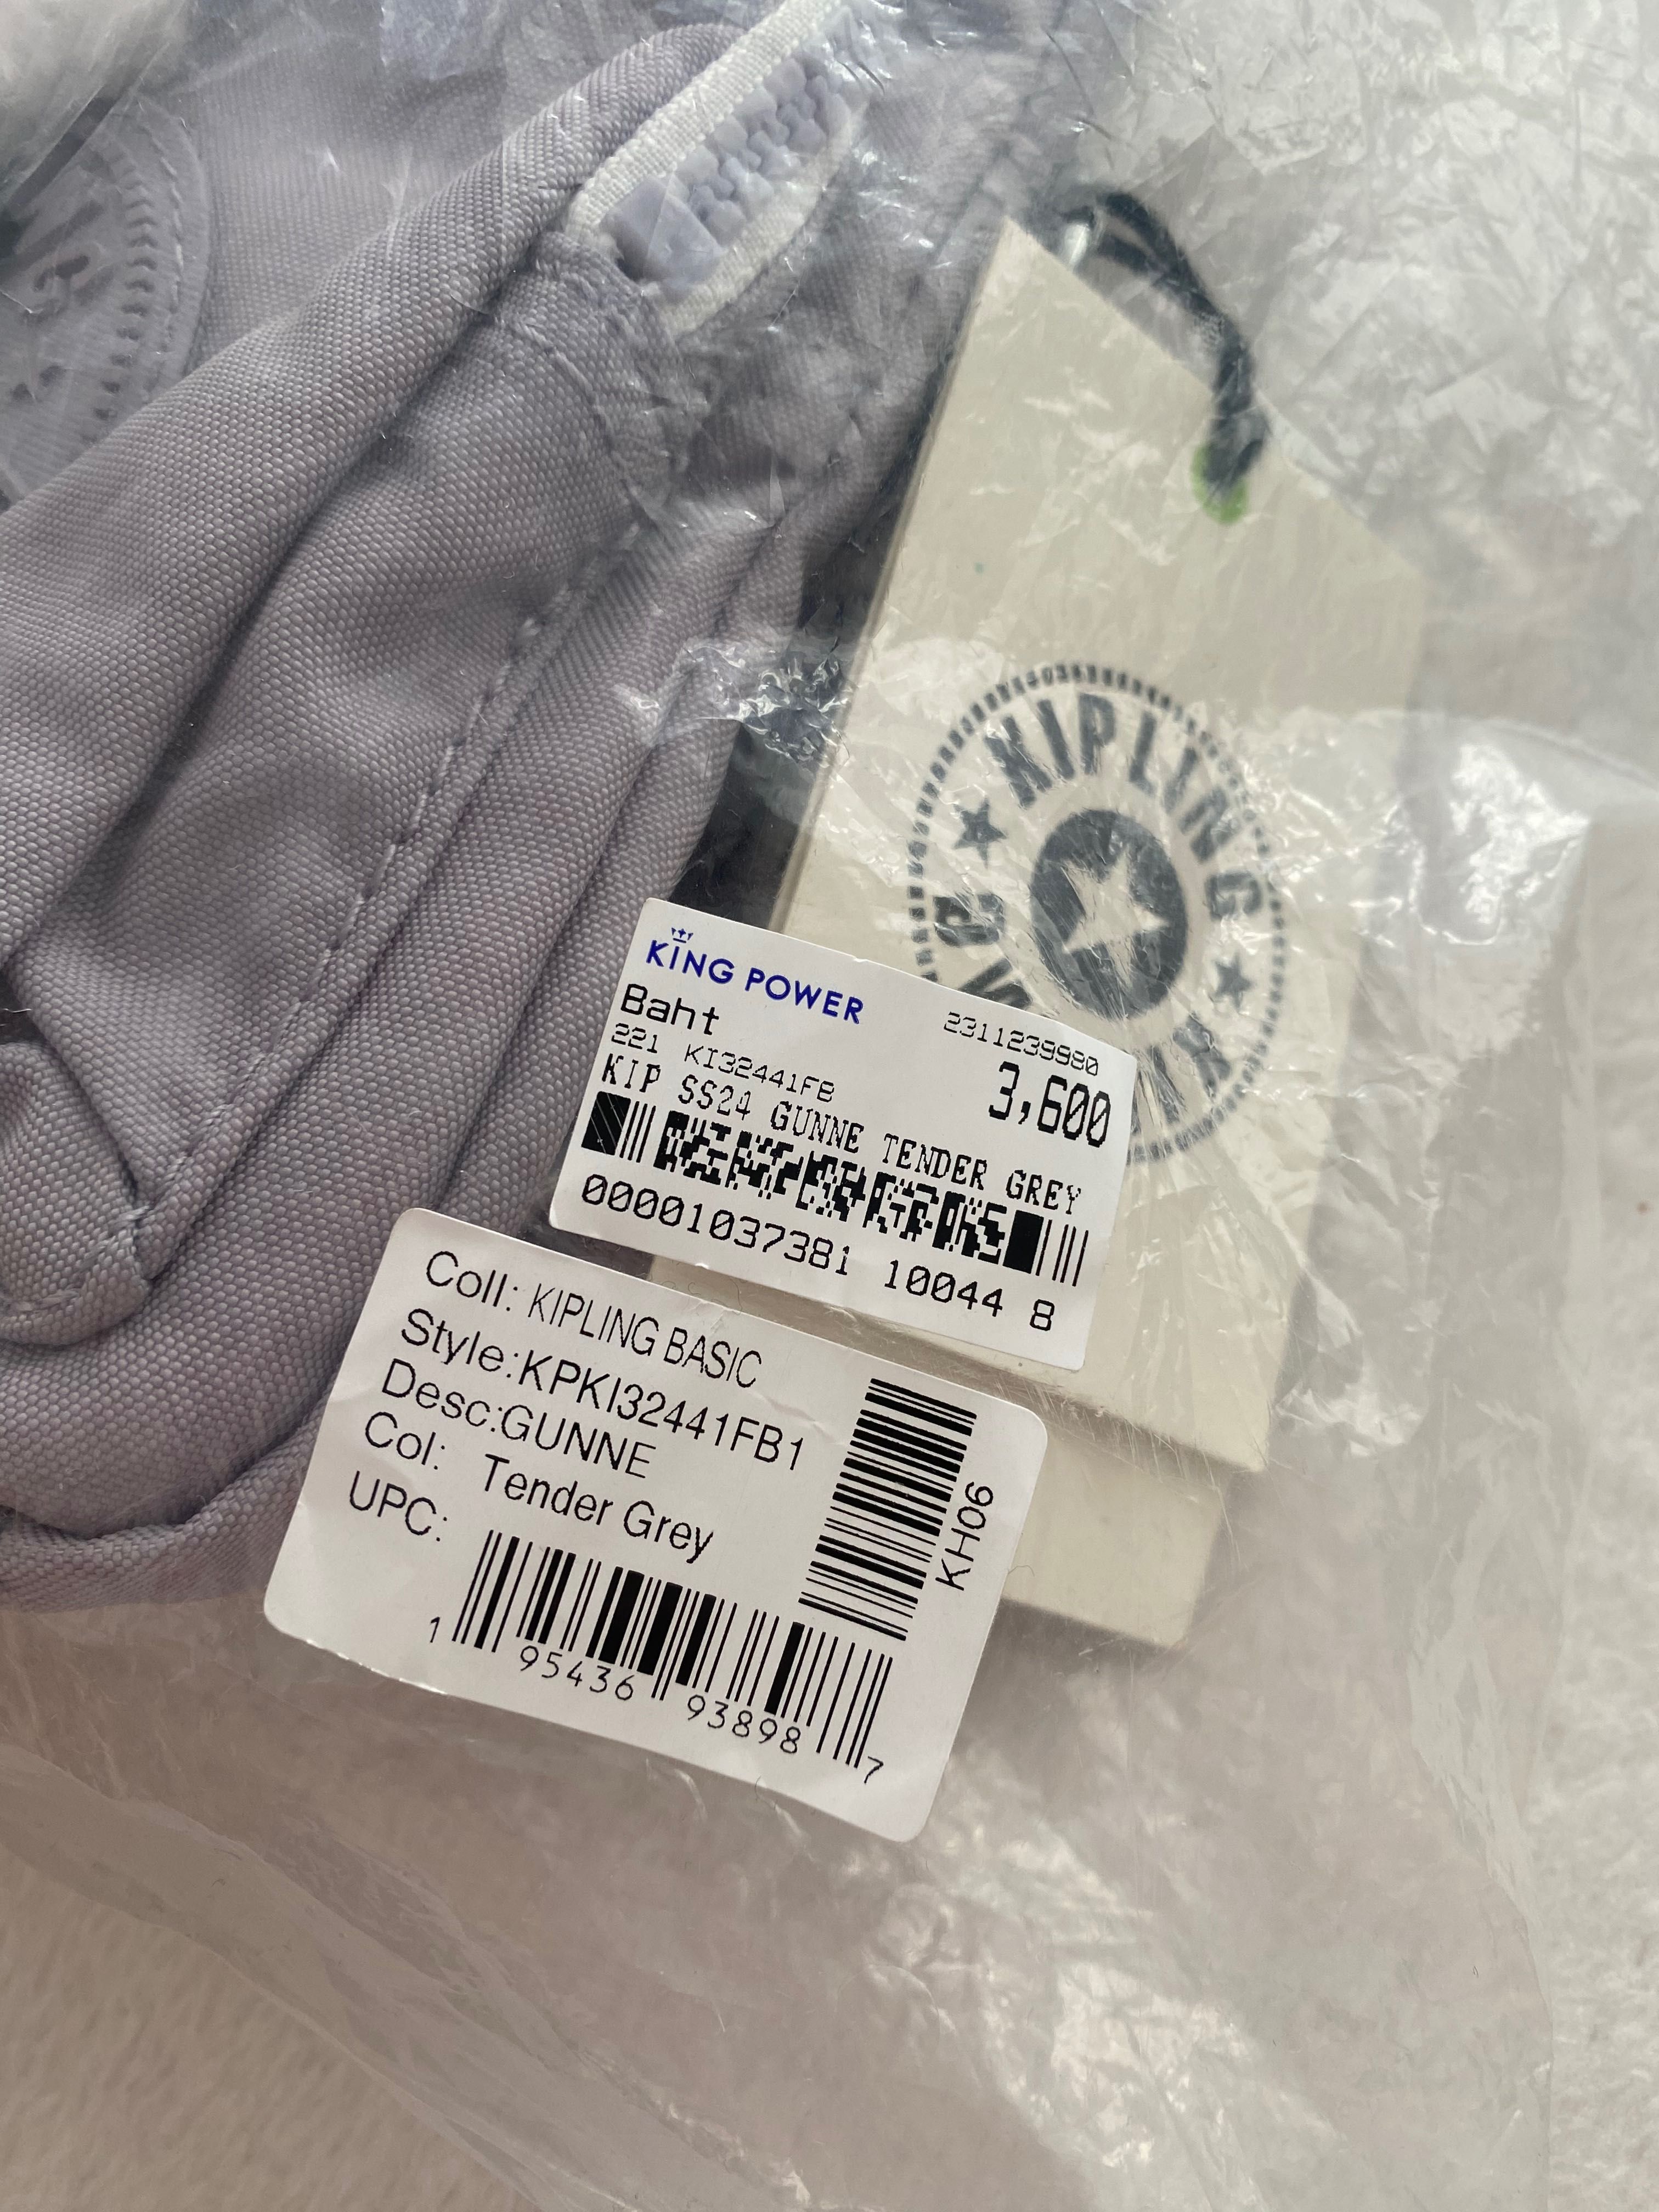 KIPLING
KING POWER
Baht
2311239980
221 KI32441FB
3,600
KIP SS24 GUNNE TENDER GREY
00001037381 10044 8
Coll: KIPLING BASIC
Style:KPKI32441FB1
Desc:GUNNE
Col: Tender Grey
UPC:
KH06
1 95436 93898 7